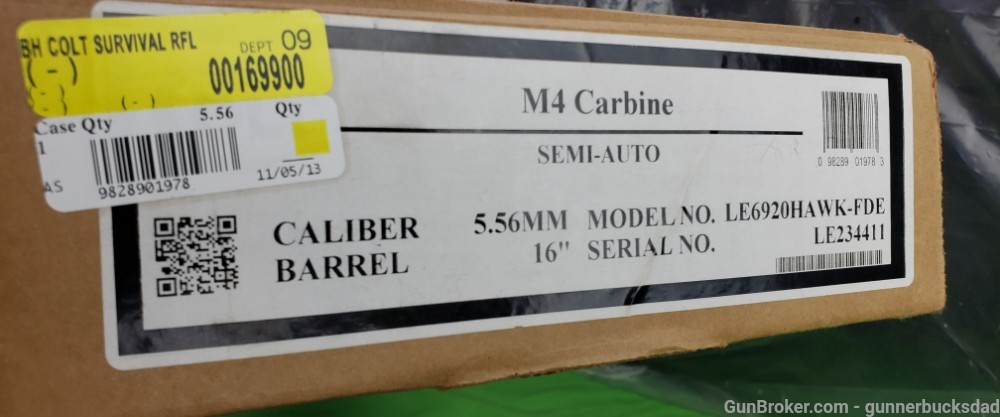 BH COLT SURVIVAL RFL
DEPT 09
(-)
00169900
(-)
Case Qty 5.56 Qty
1
AS 9828901978 11/05/13
M4 Carbine
SEMI-AUTO
0 98289 01978 3
CALIBER 5.56MM MODEL NO. LE6920HAWK-FDE
BARREL 16" SERIAL NO. LE234411
GunBroker.com - gunnerbucksdad